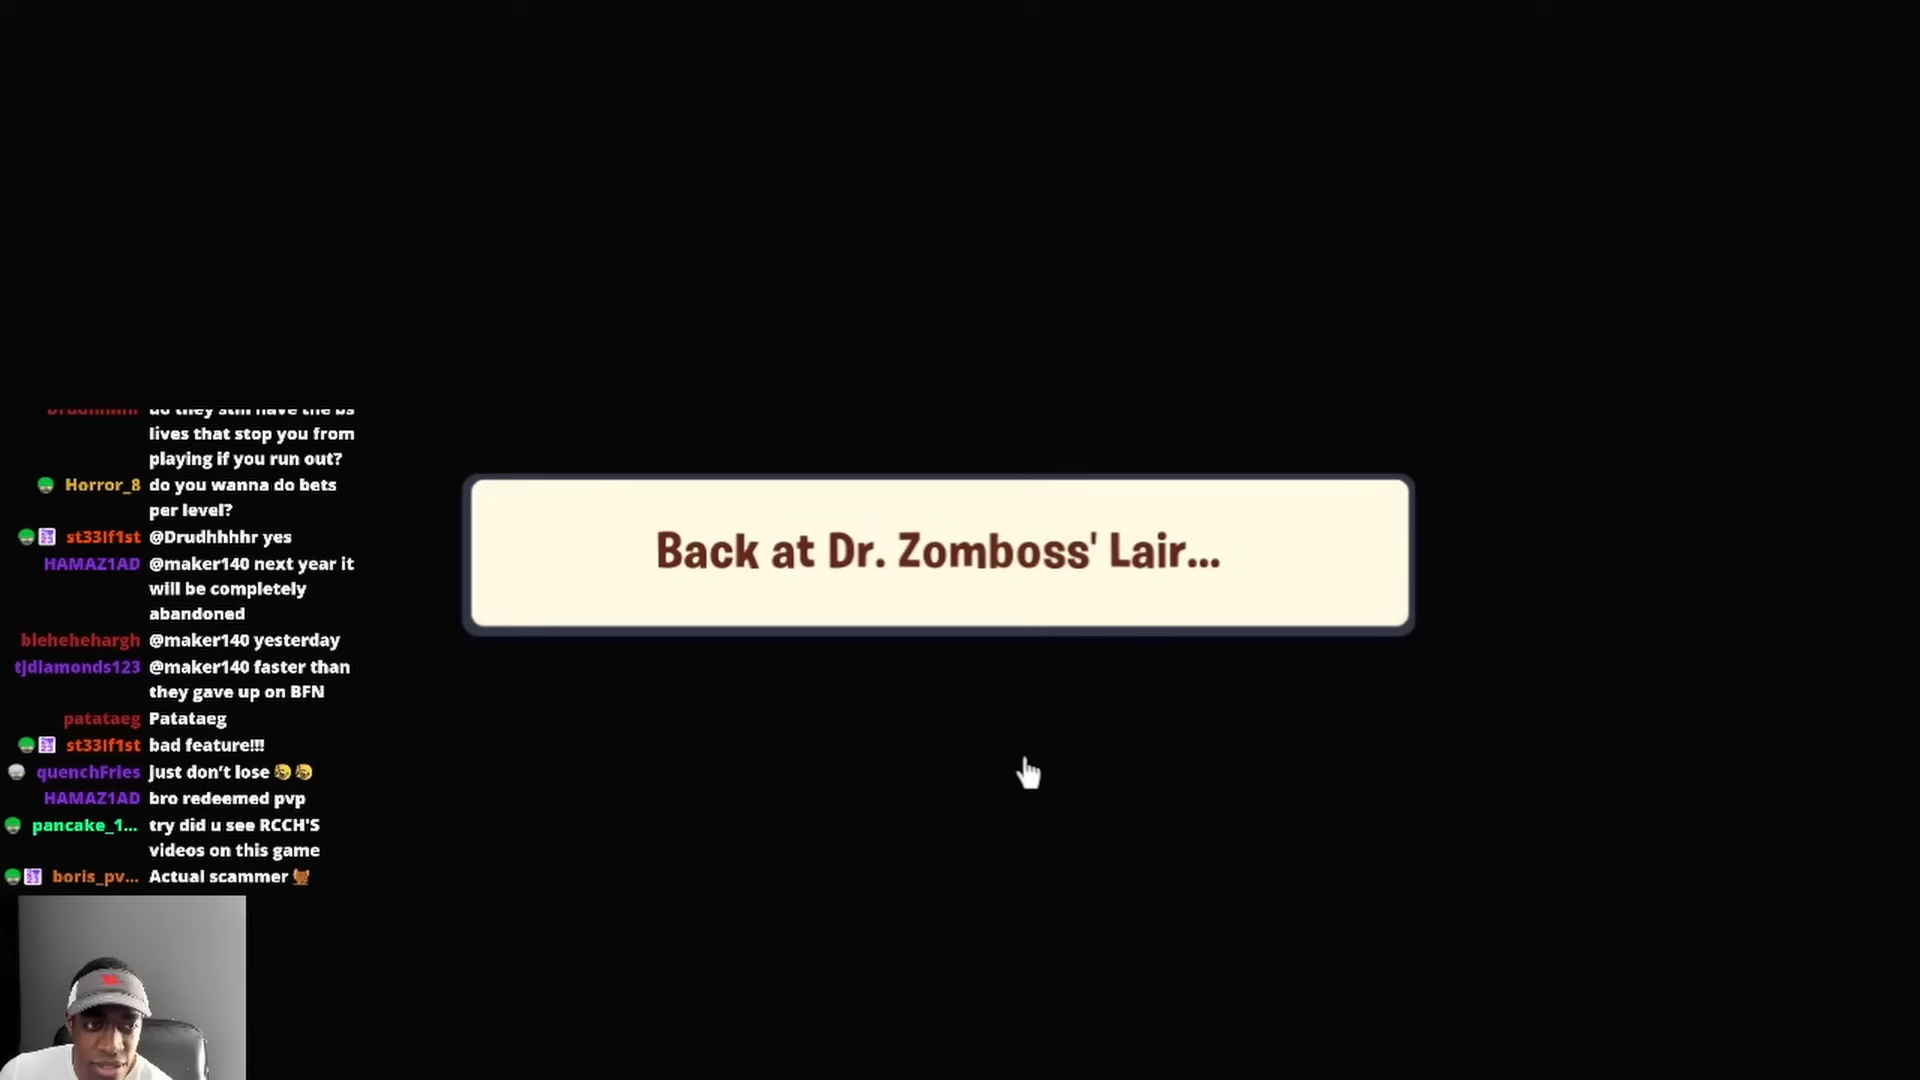 lives that stop you from
playing if you run out?
Horror_8 do you wanna do bets
per level?
st33lf1st @Drudhhhhr yes
HAMAZ1AD @maker140 next year it
will be completely
abandoned
blehehehargh @maker140 yesterday
tjdiamonds123 @maker140 faster than
they gave up on BFN
patataeg Patataeg
st33lf1st bad feature!!!
quenchFries just don’t lose
HAMAZ1AD bro redeemed pvp
pancake_1... try did u see RCCH'S
videos on this game
boris_pv... Actual scammer
Back at Dr. Zomboss' Lair...